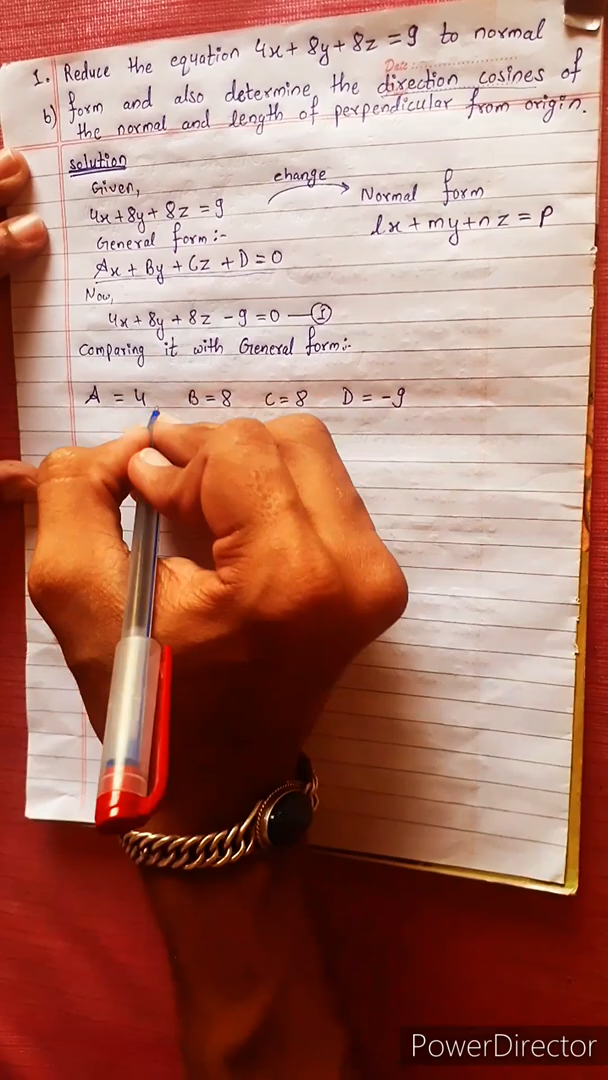 1. Reduce the equation 4x + 8y + 8z = 9 to normal
Date :
b) form and also determine the direction cosines of
the normal and length of perpendicular from origin.
solution
Given,
change
4x + 8y + 8z = 9
Normal form
General form :-
lx + my + nz = P
Ax + By + Cz + D = 0
Now,
4x + 8y + 8z - 9 = 0 — ①
Comparing it with General form:-
A = 4 B = 8 C = 8 D = -9
PowerDirector